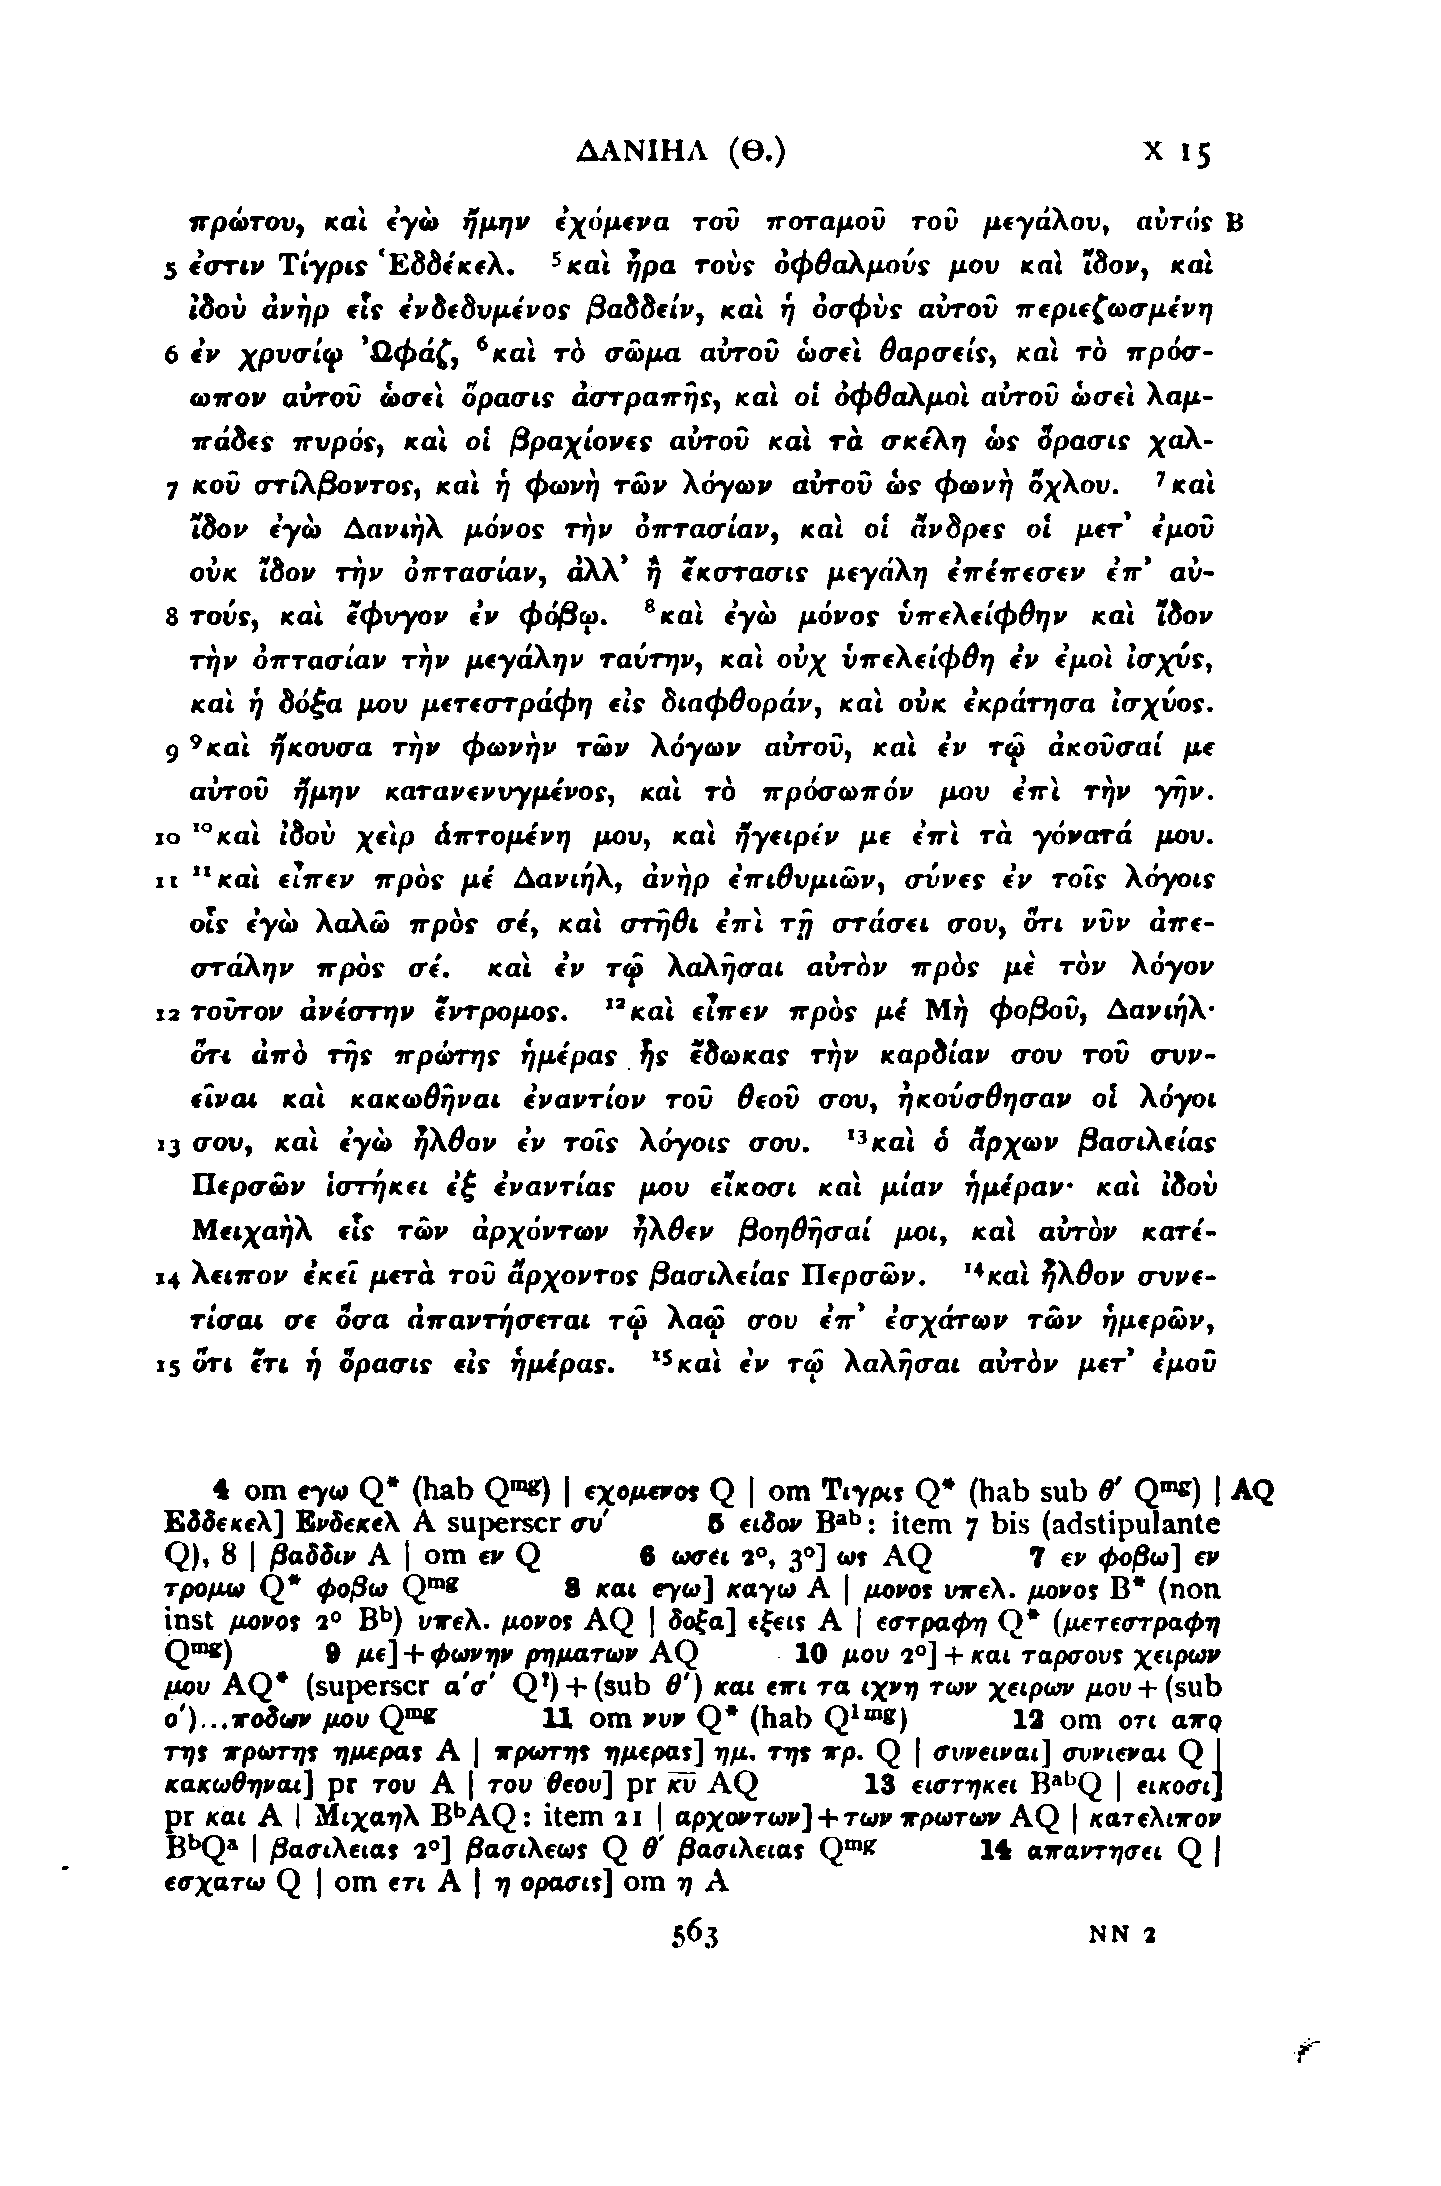 ΔΑΝΙΗΛ (Θ.) X 15
πρώτου, καὶ ἐγὼ ἤμην ἐχόμενα τοῦ ποταμοῦ τοῦ μεγάλου, αὐτός B
5 ἐστιν Τίγρις Ἐδδέκελ. ⁵καὶ ἦρα τοὺς ὀφθαλμούς μου καὶ ἴδον, καὶ
ἰδοὺ ἀνὴρ εἷς ἐνδεδυμένος βαδδείν, καὶ ἡ ὀσφὺς αὐτοῦ περιεζωσμένη
6 ἐν χρυσίῳ Ὠφάζ, ⁶καὶ τὸ σῶμα αὐτοῦ ὡσεὶ θαρσείς, καὶ τὸ πρόσ-
ωπον αὐτοῦ ὡσεὶ ὅρασις ἀστραπῆς, καὶ οἱ ὀφθαλμοὶ αὐτοῦ ὡσεὶ λαμ-
πάδες πυρός, καὶ οἱ βραχίονες αὐτοῦ καὶ τὰ σκέλη ὡς ὅρασις χαλ-
7 κοῦ στίλβοντος, καὶ ἡ φωνὴ τῶν λόγων αὐτοῦ ὡς φωνὴ ὄχλου. ⁷καὶ
ἴδον ἐγὼ Δανιὴλ μόνος τὴν ὀπτασίαν, καὶ οἱ ἄνδρες οἱ μετ’ ἐμοῦ
οὐκ ἴδον τὴν ὀπτασίαν, ἀλλ’ ἢ ἔκστασις μεγάλη ἐπέπεσεν ἐπ’ αὐ-
8 τούς, καὶ ἔφυγον ἐν φόβῳ. ⁸καὶ ἐγὼ μόνος ὑπελείφθην καὶ ἴδον
τὴν ὀπτασίαν τὴν μεγάλην ταύτην, καὶ οὐχ ὑπελείφθη ἐν ἐμοὶ ἰσχύς,
καὶ ἡ δόξα μου μετεστράφη εἰς διαφθοράν, καὶ οὐκ ἐκράτησα ἰσχύος.
9 ⁹καὶ ἤκουσα τὴν φωνὴν τῶν λόγων αὐτοῦ, καὶ ἐν τῷ ἀκοῦσαί με
αὐτοῦ ἤμην κατανενυγμένος, καὶ τὸ πρόσωπόν μου ἐπὶ τὴν γῆν.
10 ¹⁰καὶ ἰδοὺ χεὶρ ἁπτομένη μου, καὶ ἤγειρέν με ἐπὶ τὰ γόνατά μου.
11 ¹¹καὶ εἶπεν πρὸς μέ Δανιήλ, ἀνὴρ ἐπιθυμιῶν, σύνες ἐν τοῖς λόγοις
οἷς ἐγὼ λαλῶ πρὸς σέ, καὶ στῆθι ἐπὶ τῇ στάσει σου, ὅτι νῦν ἀπε-
στάλην πρὸς σέ. καὶ ἐν τῷ λαλῆσαι αὐτὸν πρὸς μὲ τὸν λόγον
12 τοῦτον ἀνέστην ἔντρομος. ¹²καὶ εἶπεν πρὸς μέ Μὴ φοβοῦ, Δανιήλ·
ὅτι ἀπὸ τῆς πρώτης ἡμέρας ἧς ἔδωκας τὴν καρδίαν σου τοῦ συν-
εῖναι καὶ κακωθῆναι ἐναντίον τοῦ θεοῦ σου, ἠκούσθησαν οἱ λόγοι
13 σου, καὶ ἐγὼ ἦλθον ἐν τοῖς λόγοις σου. ¹³καὶ ὁ ἄρχων βασιλείας
Περσῶν ἱστήκει ἐξ ἐναντίας μου εἴκοσι καὶ μίαν ἡμέραν· καὶ ἰδοὺ
Μειχαὴλ εἷς τῶν ἀρχόντων ἦλθεν βοηθῆσαί μοι, καὶ αὐτὸν κατέ-
14 λειπον ἐκεῖ μετὰ τοῦ ἄρχοντος βασιλείας Περσῶν. ¹⁴καὶ ἦλθον συνε-
τίσαι σε ὅσα ἀπαντήσεται τῷ λαῷ σου ἐπ’ ἐσχάτων τῶν ἡμερῶν,
15 ὅτι ἔτι ἡ ὅρασις εἰς ἡμέρας. ¹⁵καὶ ἐν τῷ λαλῆσαι αὐτὸν μετ’ ἐμοῦ
4 om εγω Q* (hab Qᵐᵍ) | εχομενος Q | om Τιγρις Q* (hab sub θ′ Qᵐᵍ) | AQ
Εδδεκελ] Ενδεκελ A superscr σύ 5 ειδον Bᵃᵇ: item 7 bis (adstipulante
Q), 8 | βαδδιν A | om εν Q 6 ωσει 2°, 3°] ως AQ 7 εν φοβω] εν
τρομω Q* φοβω Qᵐᵍ 8 και εγω] καγω A | μονος υπελ. μονος B* (non
inst μονος 2° Bᵇ) υπελ. μονος AQ | δοξα] εξεις A | εστραφη Q* (μετεστραφη
Qᵐᵍ) 9 με]+φωνην ρηματων AQ 10 μου 2°]+και ταρσους χειρων
μου AQ* (superscr α′σ′ Q¹)+(sub θ′) και επι τα ιχνη των χειρων μου+(sub
ο′)...ποδων μου Qᵐᵍ 11 om νυν Q* (hab Q¹ᵐᵍ) 12 om οτι απο
της πρωτης ημερας A | πρωτης ημερας] ημ. της πρ. Q | συνειναι] συνιεναι Q |
κακωθηναι] pr του A | του θεου] pr κ̅υ̅ AQ 13 ειστηκει BᵃᵇQ | εικοσι]
pr και A | Μιχαηλ BᵇAQ: item 21 | αρχοντων]+των πρωτων AQ | κατελιπον
BᵇQᵃ | βασιλειας 2°] βασιλεως Q θ′ βασιλειας Qᵐᵍ 14 απαντησει Q |
εσχατω Q | om ετι A | η ορασις] om η A
563 NN 2